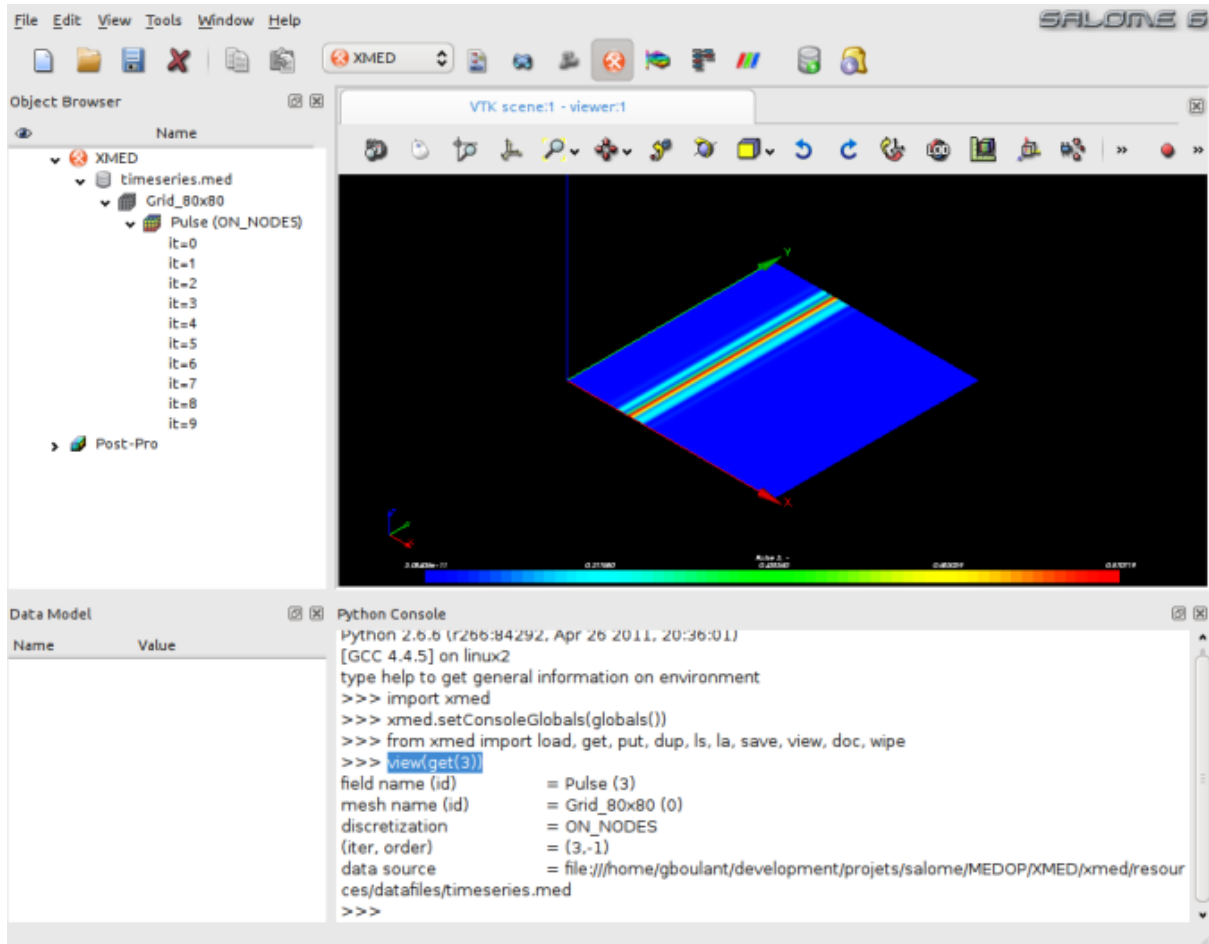 File Edit View Tools Window Help
SALOME 6
XMED
Object Browser
Name
XMED
timeseries.med
Grid_80x80
Pulse (ON_NODES)
it=0
it=1
it=2
it=3
it=4
it=5
it=6
it=7
it=8
it=9
Post-Pro
VTK scene:1 - viewer:1
»
»
Y
X
Data Model
Name Value
Python Console
Python 2.6.6 (r266:84292, Apr 26 2011, 20:36:01)
[GCC 4.4.5] on linux2
type help to get general information on environment
>>> import xmed
>>> xmed.setConsoleGlobals(globals())
>>> from xmed import load, get, put, dup, ls, la, save, view, doc, wipe
>>> view(get(3))
field name (id) = Pulse (3)
mesh name (id) = Grid_80x80 (0)
discretization = ON_NODES
(iter, order) = (3,-1)
data source = file:///home/gboulant/development/projets/salome/MEDOP/XMED/xmed/resour
ces/datafiles/timeseries.med
>>>